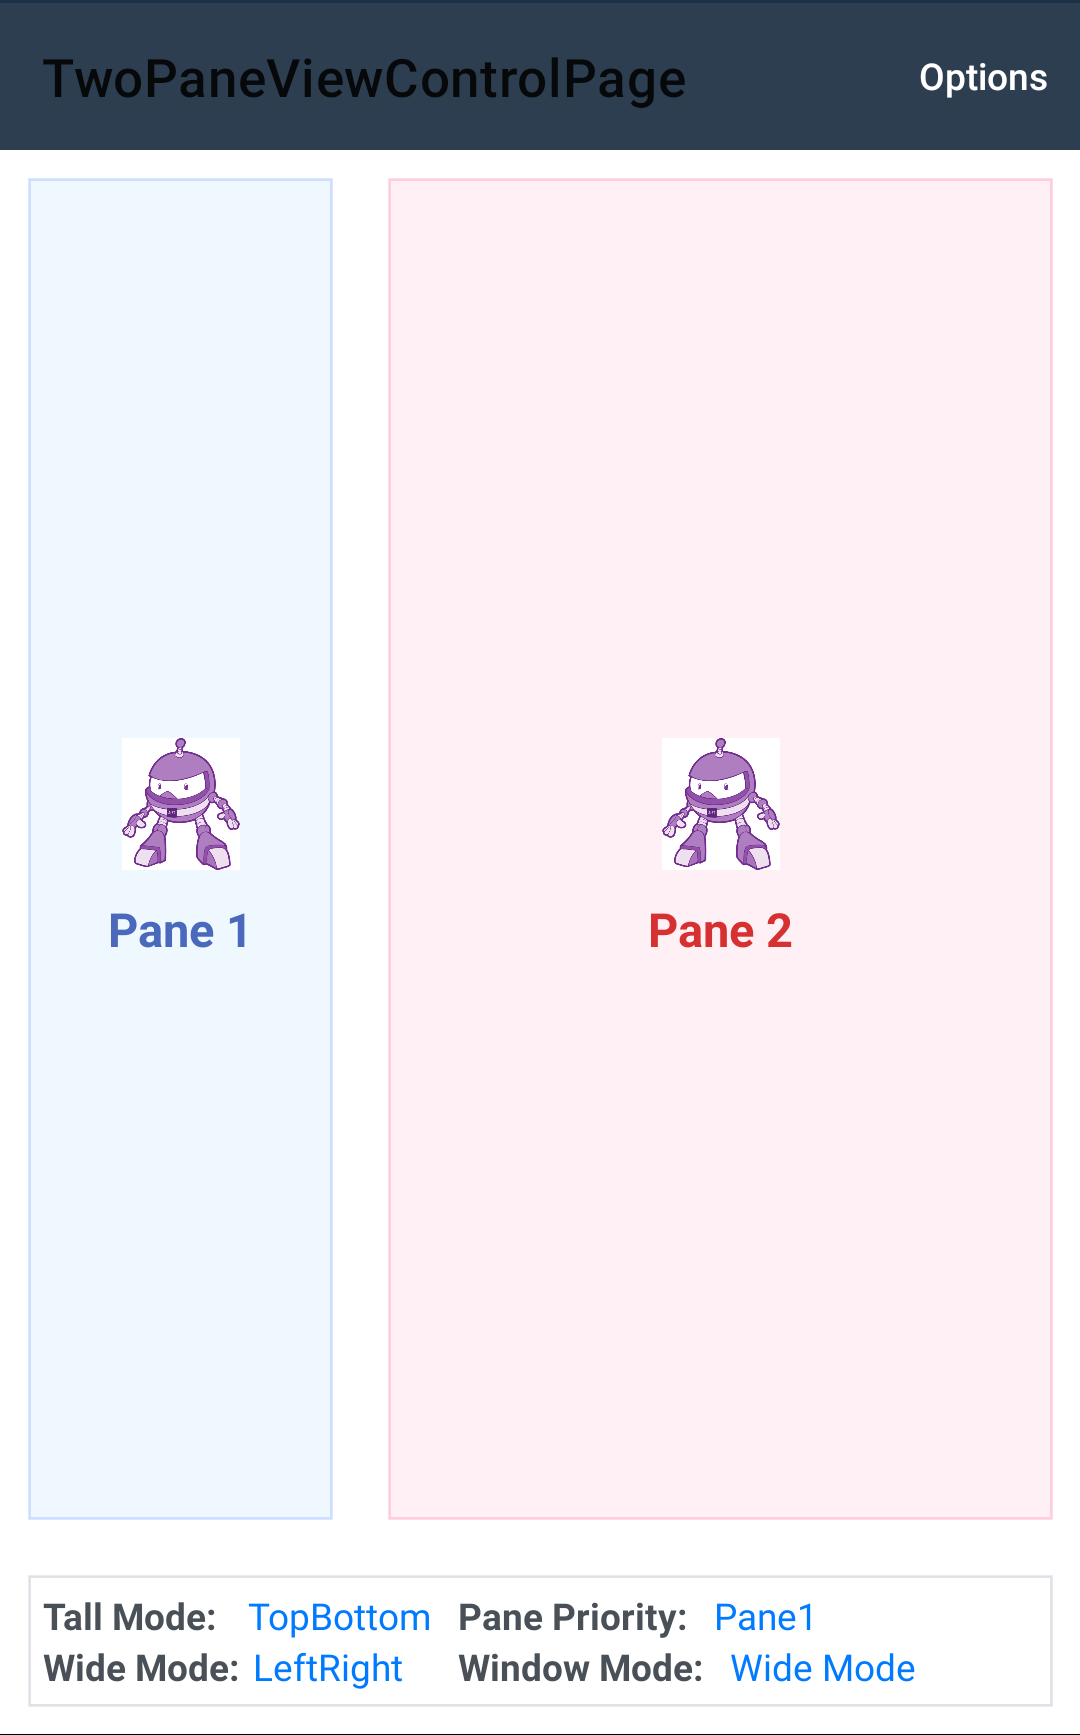 TwoPaneViewControlPage Options
Pane 1
Pane 2
Tall Mode: TopBottom Pane Priority: Pane1
Wide Mode: LeftRight Window Mode: Wide Mode